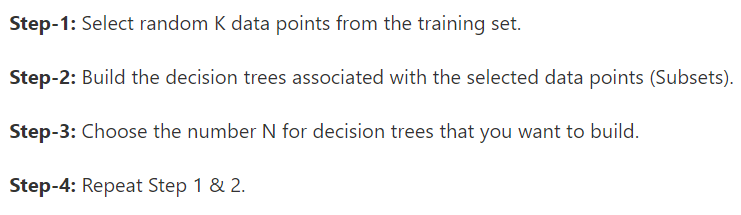 Step-1: Select random K data points from the training set.
Step-2: Build the decision trees associated with the selected data points (Subsets).
Step-3: Choose the number N for decision trees that you want to build.
Step-4: Repeat Step 1 & 2.